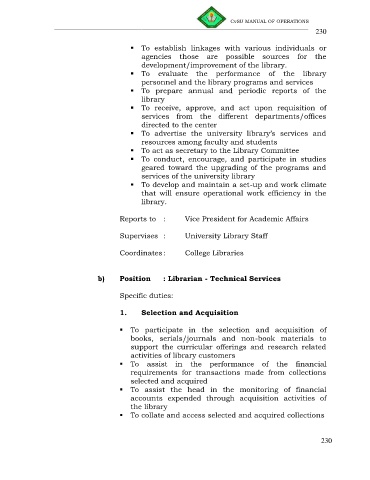 CvSU MANUAL OF OPERATIONS
230
▪ To establish linkages with various individuals or
agencies those are possible sources for the
development/improvement of the library.
▪ To evaluate the performance of the library
personnel and the library programs and services
▪ To prepare annual and periodic reports of the
library
▪ To receive, approve, and act upon requisition of
services from the different departments/offices
directed to the center
▪ To advertise the university library's services and
resources among faculty and students
▪ To act as secretary to the Library Committee
▪ To conduct, encourage, and participate in studies
geared toward the upgrading of the programs and
services of the university library
▪ To develop and maintain a set-up and work climate
that will ensure operational work efficiency in the
library.
Reports to : Vice President for Academic Affairs
Supervises : University Library Staff
Coordinates : College Libraries
b) Position : Librarian - Technical Services
Specific duties:
1. Selection and Acquisition
▪ To participate in the selection and acquisition of
books, serials/journals and non-book materials to
support the curricular offerings and research related
activities of library customers
▪ To assist in the performance of the financial
requirements for transactions made from collections
selected and acquired
▪ To assist the head in the monitoring of financial
accounts expended through acquisition activities of
the library
▪ To collate and access selected and acquired collections
230